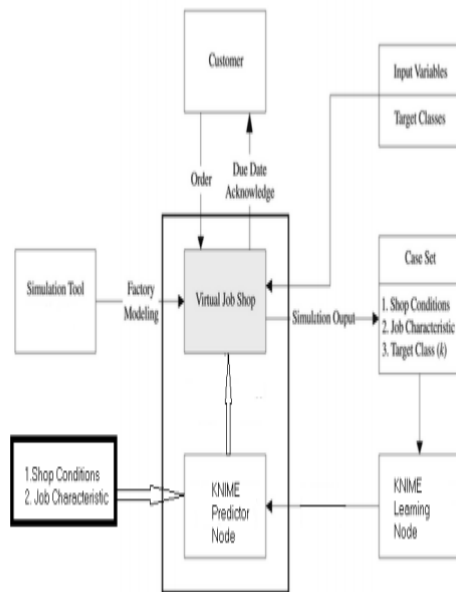 Customer
Input Variables
Target Classes
Order
Due Date
Acknowledge
Simulation Tool
Factory
Modeling
Virtual Job Shop
Simulation Ouput
Case Set
1. Shop Conditions
2. Job Characteristic
3. Target Class (k)
1.Shop Conditions
2. Job Characteristic
KNIME
Predictor
Node
KNIME
Learning
Node